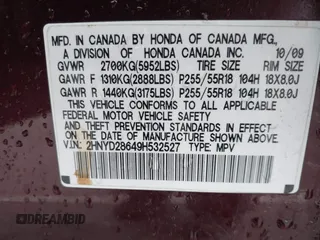 MFD. IN CANADA BY HONDA OF CANADA MFG.,
A DIVISION OF HONDA CANADA INC. 10/09
GVWR 2700KG(5952LBS) TIRE SIZE RIM SIZE
GAWR F 1310KG(2888LBS) P255/55R18 104H 18X8.0J
GAWR R 1440KG(3175LBS) P255/55R18 104H 18X8.0J
THIS VEHICLE CONFORMS TO ALL APPLICABLE
FEDERAL MOTOR VEHICLE SAFETY STANDARDS IN
EFFECT ON THE DATE OF MANUFACTURE SHOWN ABOVE.
V.I.N: 2HNYD28649H532527 TYPE: MPV
DREAMBID